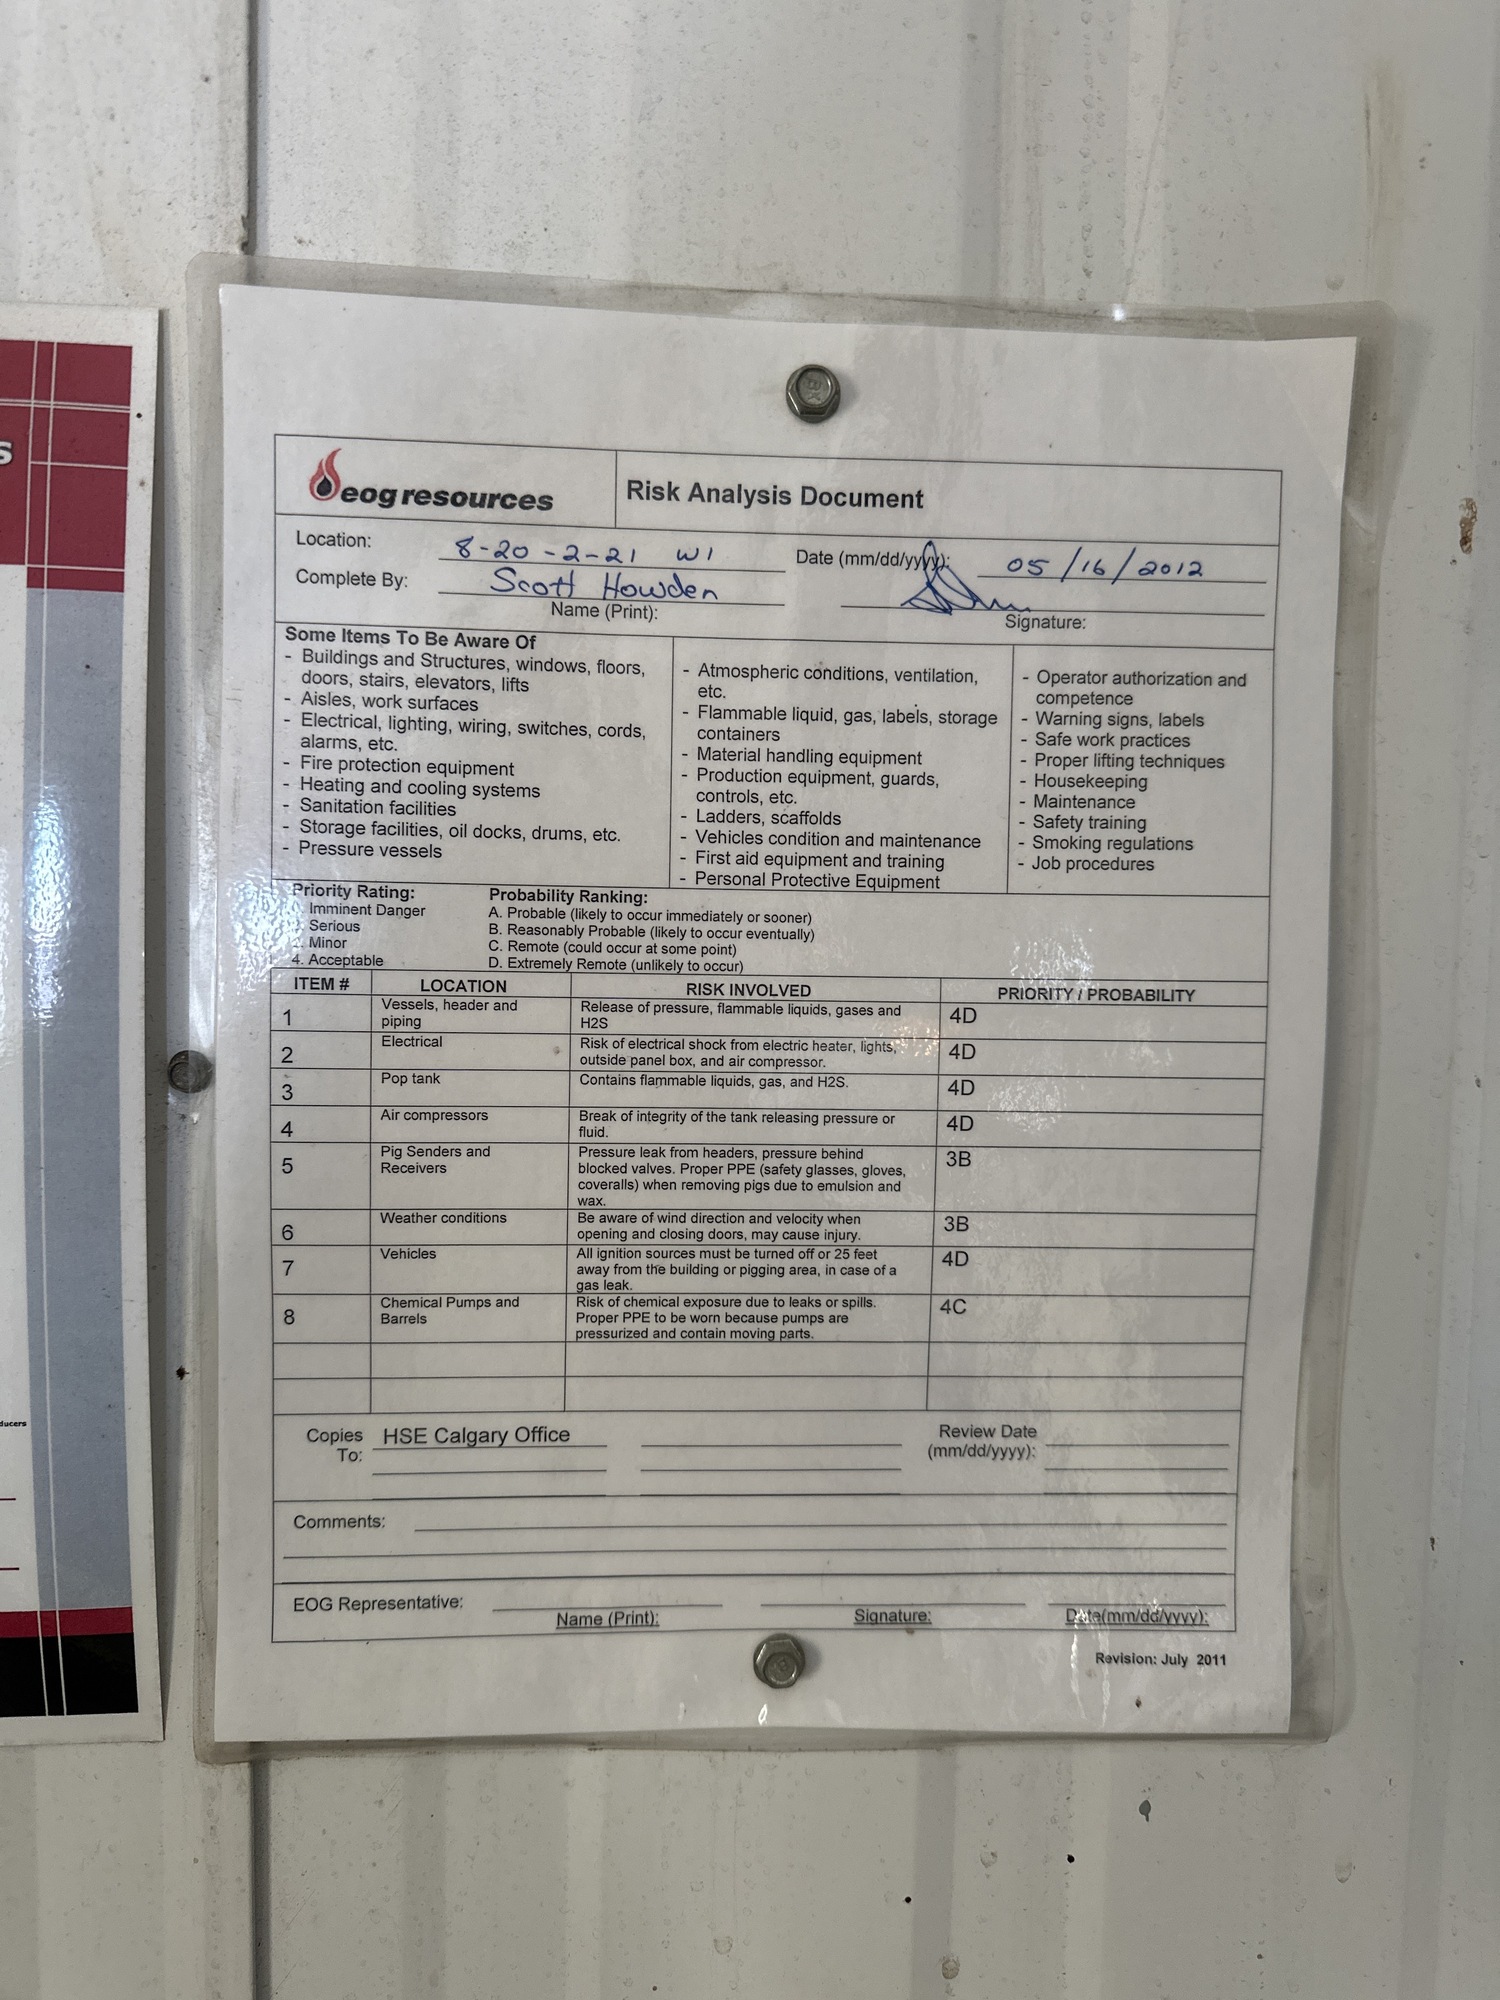 s
ducers
eog resources
Risk Analysis Document
Location: 8-20-2-21 W1 Date (mm/dd/yyyy): 05/16/2012
Complete By: Scott Howden
Name (Print): Signature:
Some Items To Be Aware Of
- Buildings and Structures, windows, floors,
doors, stairs, elevators, lifts
- Aisles, work surfaces
- Electrical, lighting, wiring, switches, cords,
alarms, etc.
- Fire protection equipment
- Heating and cooling systems
- Sanitation facilities
- Storage facilities, oil docks, drums, etc.
- Pressure vessels
- Atmospheric conditions, ventilation,
etc.
- Flammable liquid, gas, labels, storage
containers
- Material handling equipment
- Production equipment, guards,
controls, etc.
- Ladders, scaffolds
- Vehicles condition and maintenance
- First aid equipment and training
- Personal Protective Equipment
- Operator authorization and
competence
- Warning signs, labels
- Safe work practices
- Proper lifting techniques
- Housekeeping
- Maintenance
- Safety training
- Smoking regulations
- Job procedures
Priority Rating:
Imminent Danger
Serious
Minor
4. Acceptable
Probability Ranking:
A. Probable (likely to occur immediately or sooner)
B. Reasonably Probable (likely to occur eventually)
C. Remote (could occur at some point)
D. Extremely Remote (unlikely to occur)
ITEM # LOCATION RISK INVOLVED PRIORITY / PROBABILITY
1 Vessels, header and
piping
Release of pressure, flammable liquids, gases and
H2S
4D
2 Electrical
Risk of electrical shock from electric heater, lights,
outside panel box, and air compressor.
4D
3 Pop tank
Contains flammable liquids, gas, and H2S.
4D
4 Air compressors
Break of integrity of the tank releasing pressure or
fluid.
4D
5 Pig Senders and
Receivers
Pressure leak from headers, pressure behind
blocked valves. Proper PPE (safety glasses, gloves,
coveralls) when removing pigs due to emulsion and
wax.
3B
6 Weather conditions
Be aware of wind direction and velocity when
opening and closing doors, may cause injury.
3B
7 Vehicles
All ignition sources must be turned off or 25 feet
away from the building or pigging area, in case of a
gas leak.
4D
8 Chemical Pumps and
Barrels
Risk of chemical exposure due to leaks or spills.
Proper PPE to be worn because pumps are
pressurized and contain moving parts.
4C
Copies
To:
HSE Calgary Office
Review Date
(mm/dd/yyyy):
Comments:
EOG Representative:
Name (Print): Signature: Date(mm/dd/yyyy):
Revision: July 2011